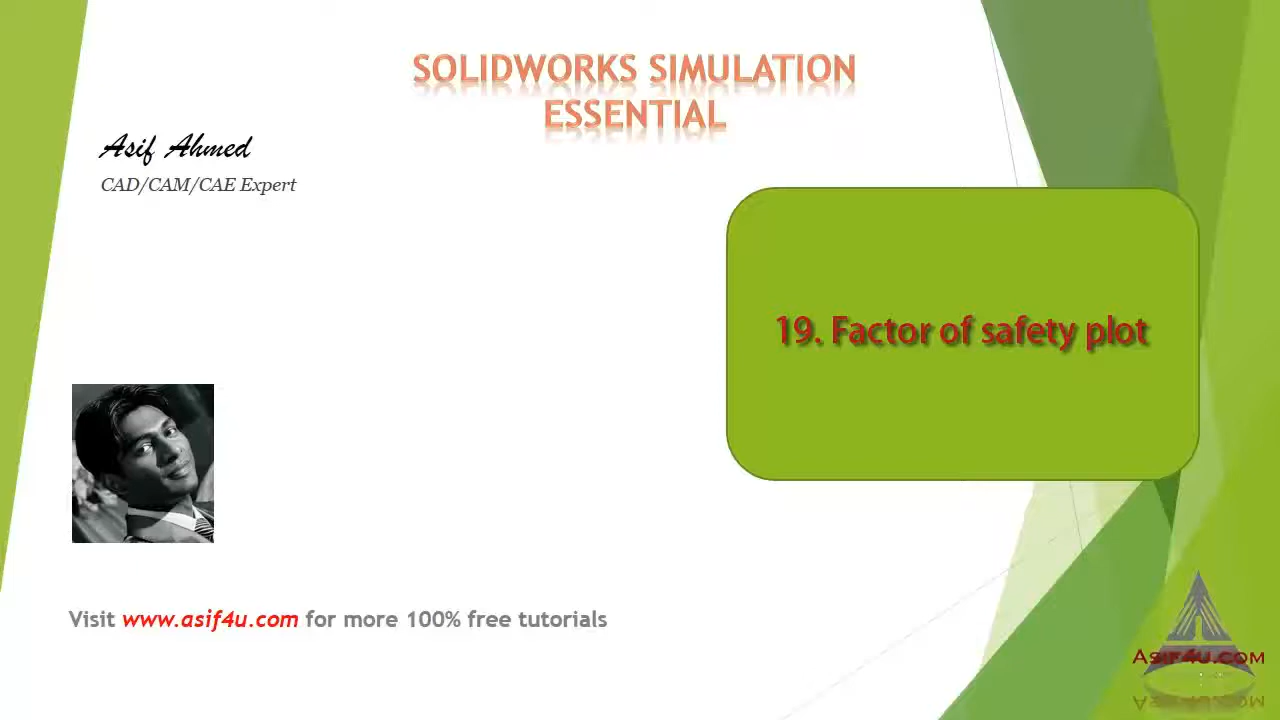 SOLIDWORKS SIMULATION
ESSENTIAL
Asif Ahmed
CAD/CAM/CAE Expert
19. Factor of safety plot
Visit www.asif4u.com for more 100% free tutorials
Asif4u.com